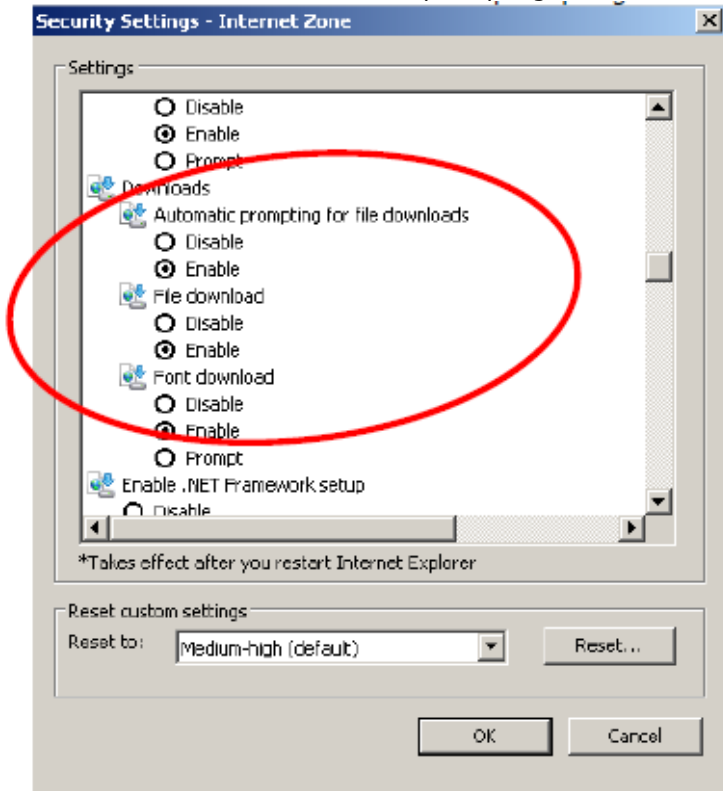 Security Settings - Internet Zone
Settings
Disable
Enable
Prompt
Downloads
Automatic prompting for file downloads
Disable
Enable
File download
Disable
Enable
Font download
Disable
Enable
Prompt
Enable .NET Framework setup
Disable
*Takes effect after you restart Internet Explorer
Reset custom settings
Reset to:
Medium-high (default)
Reset...
OK
Cancel